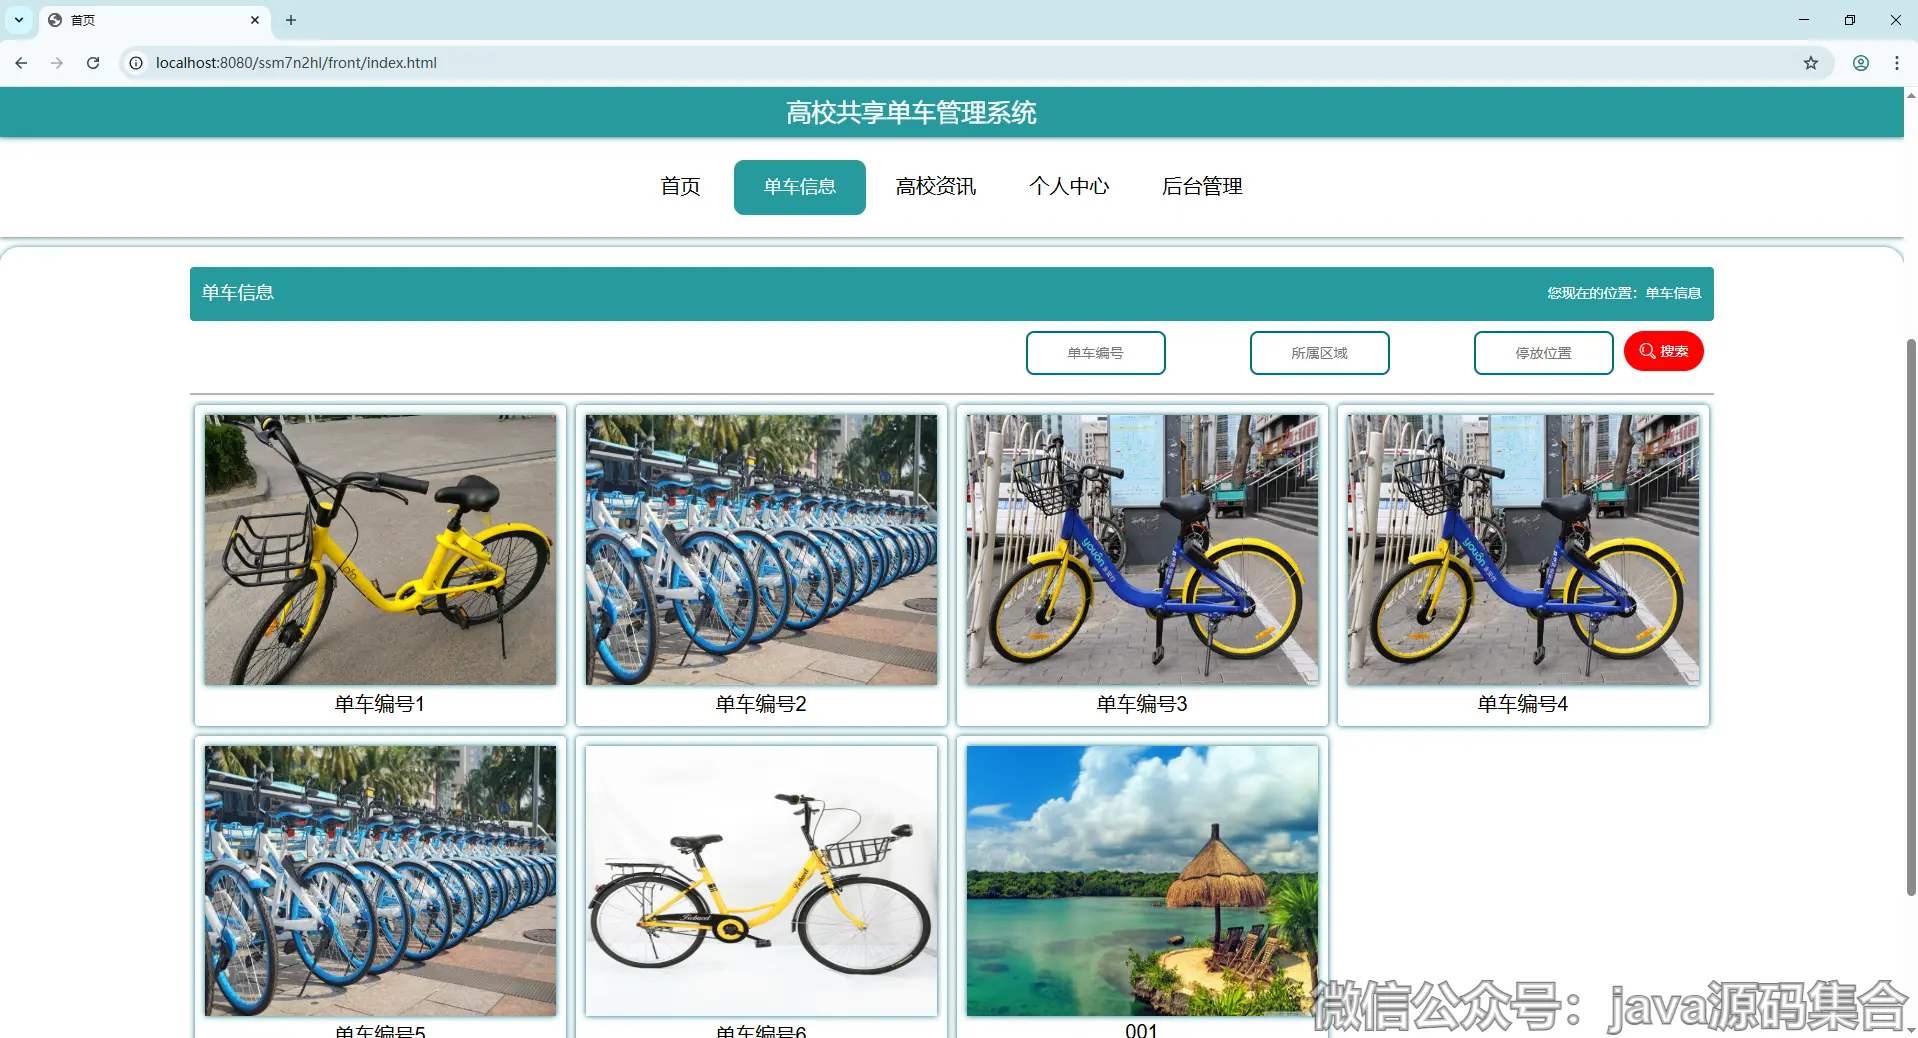 首页
localhost:8080/ssm7n2hl/front/index.html
高校共享单车管理系统
首页
单车信息
高校资讯
个人中心
后台管理
单车信息
您现在的位置：单车信息
单车编号
所属区域
停放位置
搜索
ofo
youon
单车编号1
单车编号2
单车编号3
单车编号4
单车编号5
单车编号6
001
微信公众号：java源码集合